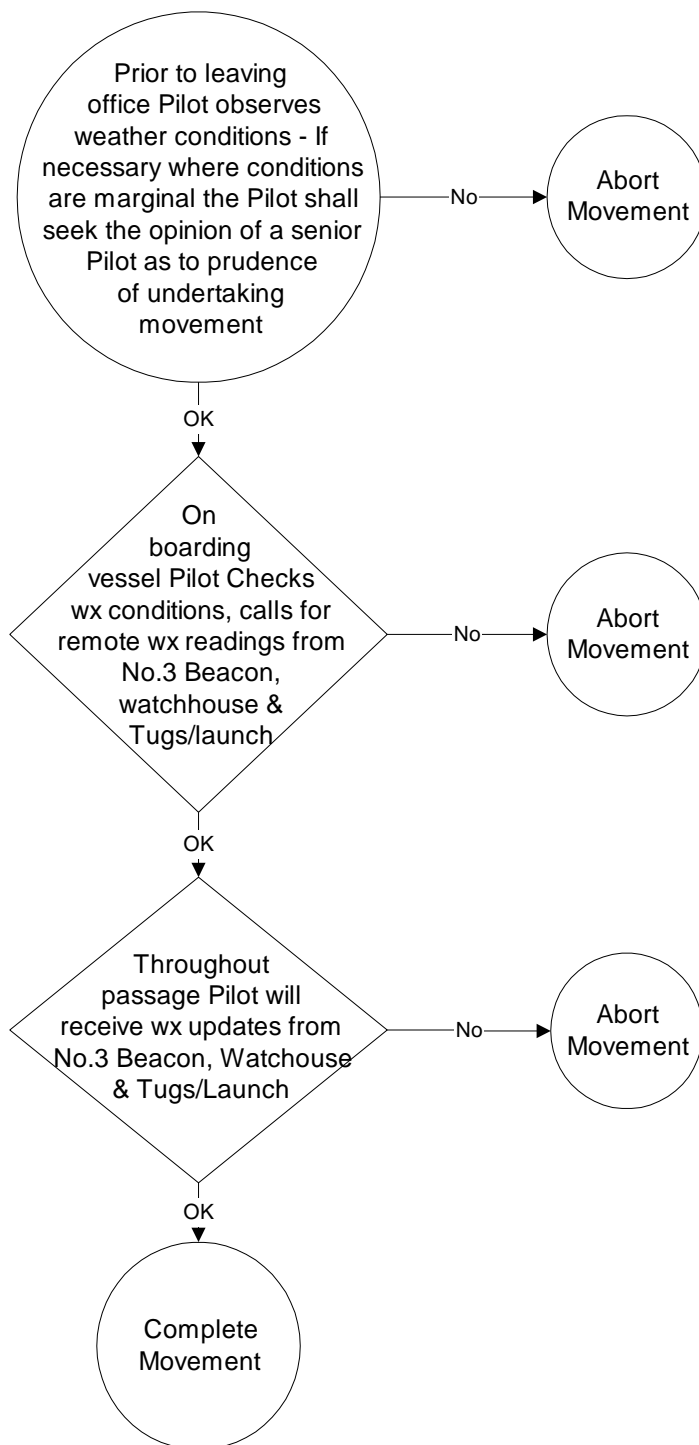 Prior to leaving
office Pilot observes
weather conditions - If
necessary where conditions
are marginal the Pilot shall
seek the opinion of a senior
Pilot as to prudence
of undertaking
movement
No
Abort
Movement
OK
On
boarding
vessel Pilot Checks
wx conditions, calls for
remote wx readings from
No.3 Beacon,
watchhouse &
Tugs/launch
No
Abort
Movement
OK
Throughout
passage Pilot will
receive wx updates from
No.3 Beacon, Watchouse
& Tugs/Launch
No
Abort
Movement
OK
Complete
Movement